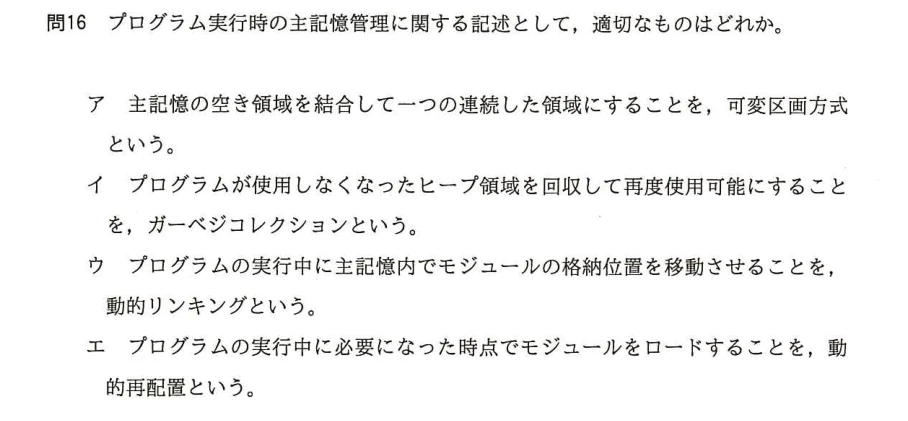 問16 プログラム実行時の主記憶管理に関する記述として，適切なものはどれか。
ア 主記憶の空き領域を結合して一つの連続した領域にすることを，可変区画方式
という。
イ プログラムが使用しなくなったヒープ領域を回収して再度使用可能にすること
を，ガーベジコレクションという。
ウ プログラムの実行中に主記憶内でモジュールの格納位置を移動させることを，
動的リンキングという。
エ プログラムの実行中に必要になった時点でモジュールをロードすることを，動
的再配置という。